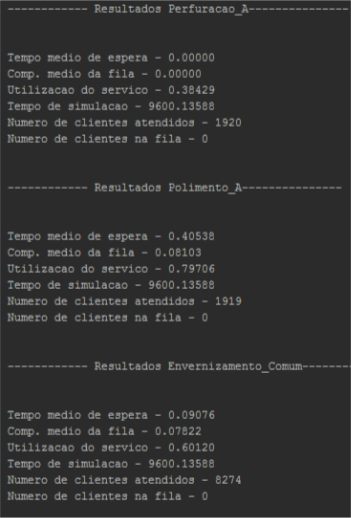 ------------ Resultados Perfuracao_A---------------
Tempo medio de espera - 0.00000
Comp. medio da fila - 0.00000
Utilizacao do servico - 0.38429
Tempo de simulacao - 9600.13588
Numero de clientes atendidos - 1920
Numero de clientes na fila - 0
------------ Resultados Polimento_A---------------
Tempo medio de espera - 0.40538
Comp. medio da fila - 0.08103
Utilizacao do servico - 0.79706
Tempo de simulacao - 9600.13588
Numero de clientes atendidos - 1919
Numero de clientes na fila - 0
------------ Resultados Envernizamento_Comum-------
Tempo medio de espera - 0.09076
Comp. medio da fila - 0.07822
Utilizacao do servico - 0.60120
Tempo de simulacao - 9600.13588
Numero de clientes atendidos - 8274
Numero de clientes na fila - 0